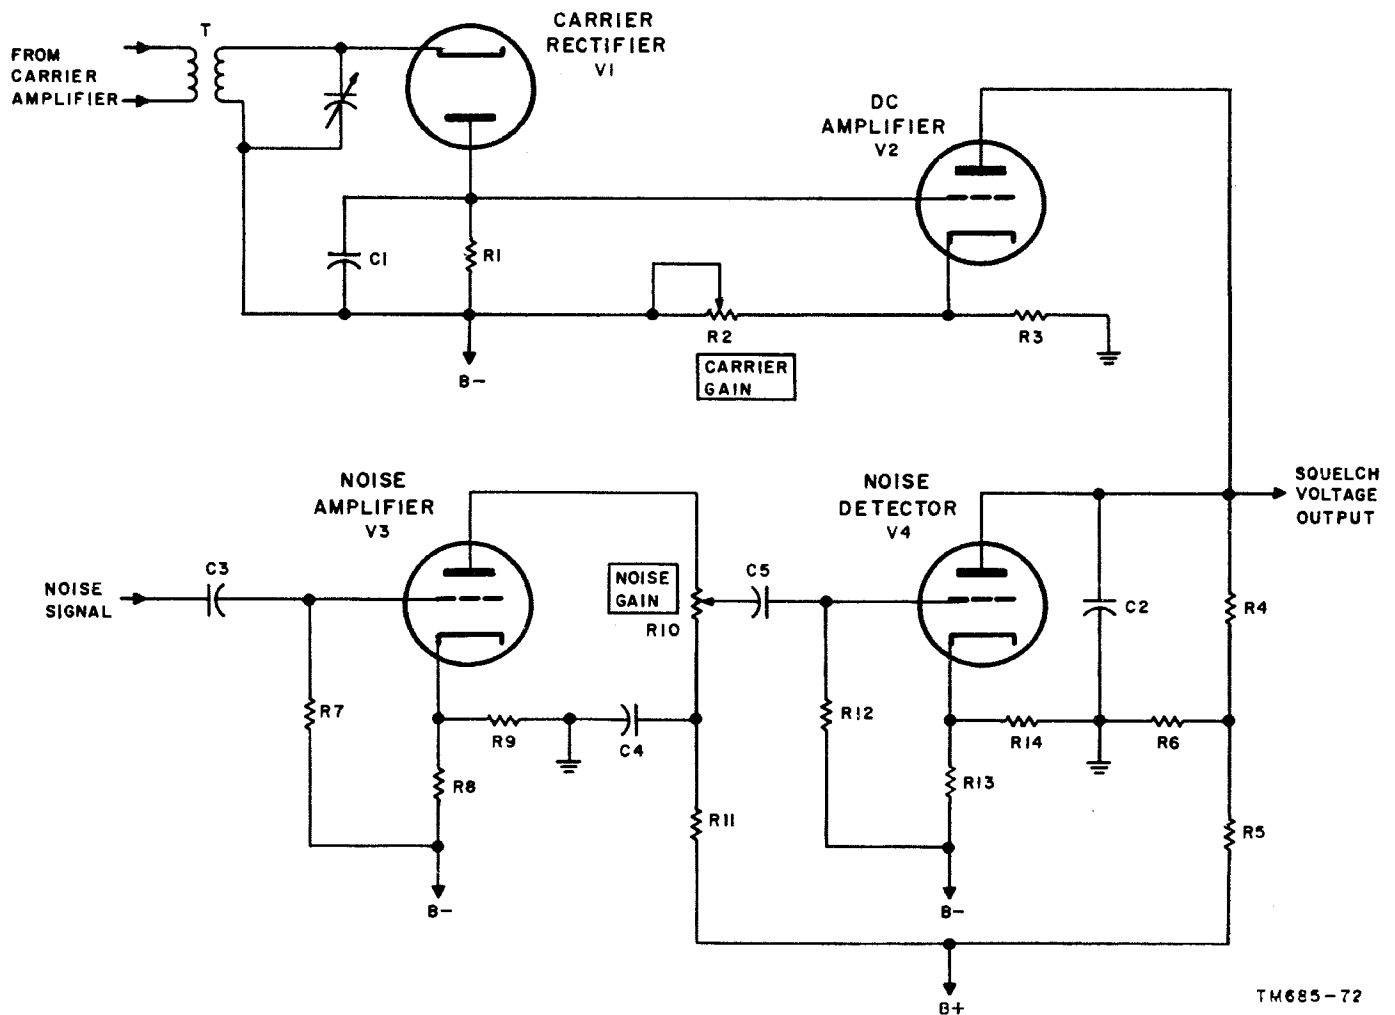 T
CARRIER
RECTIFIER
V1
FROM
CARRIER
AMPLIFIER
DC
AMPLIFIER
V2
C1
R1
R2
R3
CARRIER
GAIN
B-
NOISE
AMPLIFIER
V3
NOISE
DETECTOR
V4
SQUELCH
VOLTAGE
OUTPUT
NOISE
SIGNAL
C3
NOISE
GAIN
R10
C5
C2
R4
R7
R9
C4
R12
R14
R6
R8
R13
R11
R5
B-
B-
B+
TM685-72